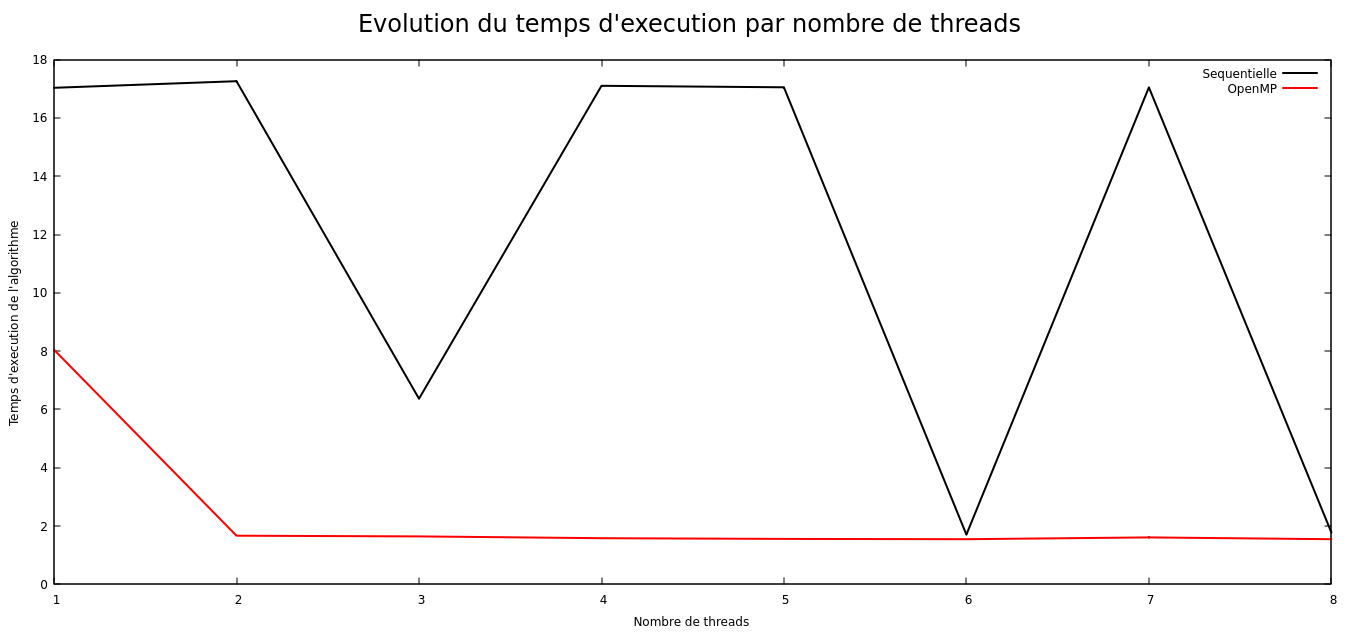 Evolution du temps d'execution par nombre de threads
Sequentielle
OpenMP
Temps d'execution de l'algorithme
18
16
14
12
10
8
6
4
2
0
1 2 3 4 5 6 7 8
Nombre de threads